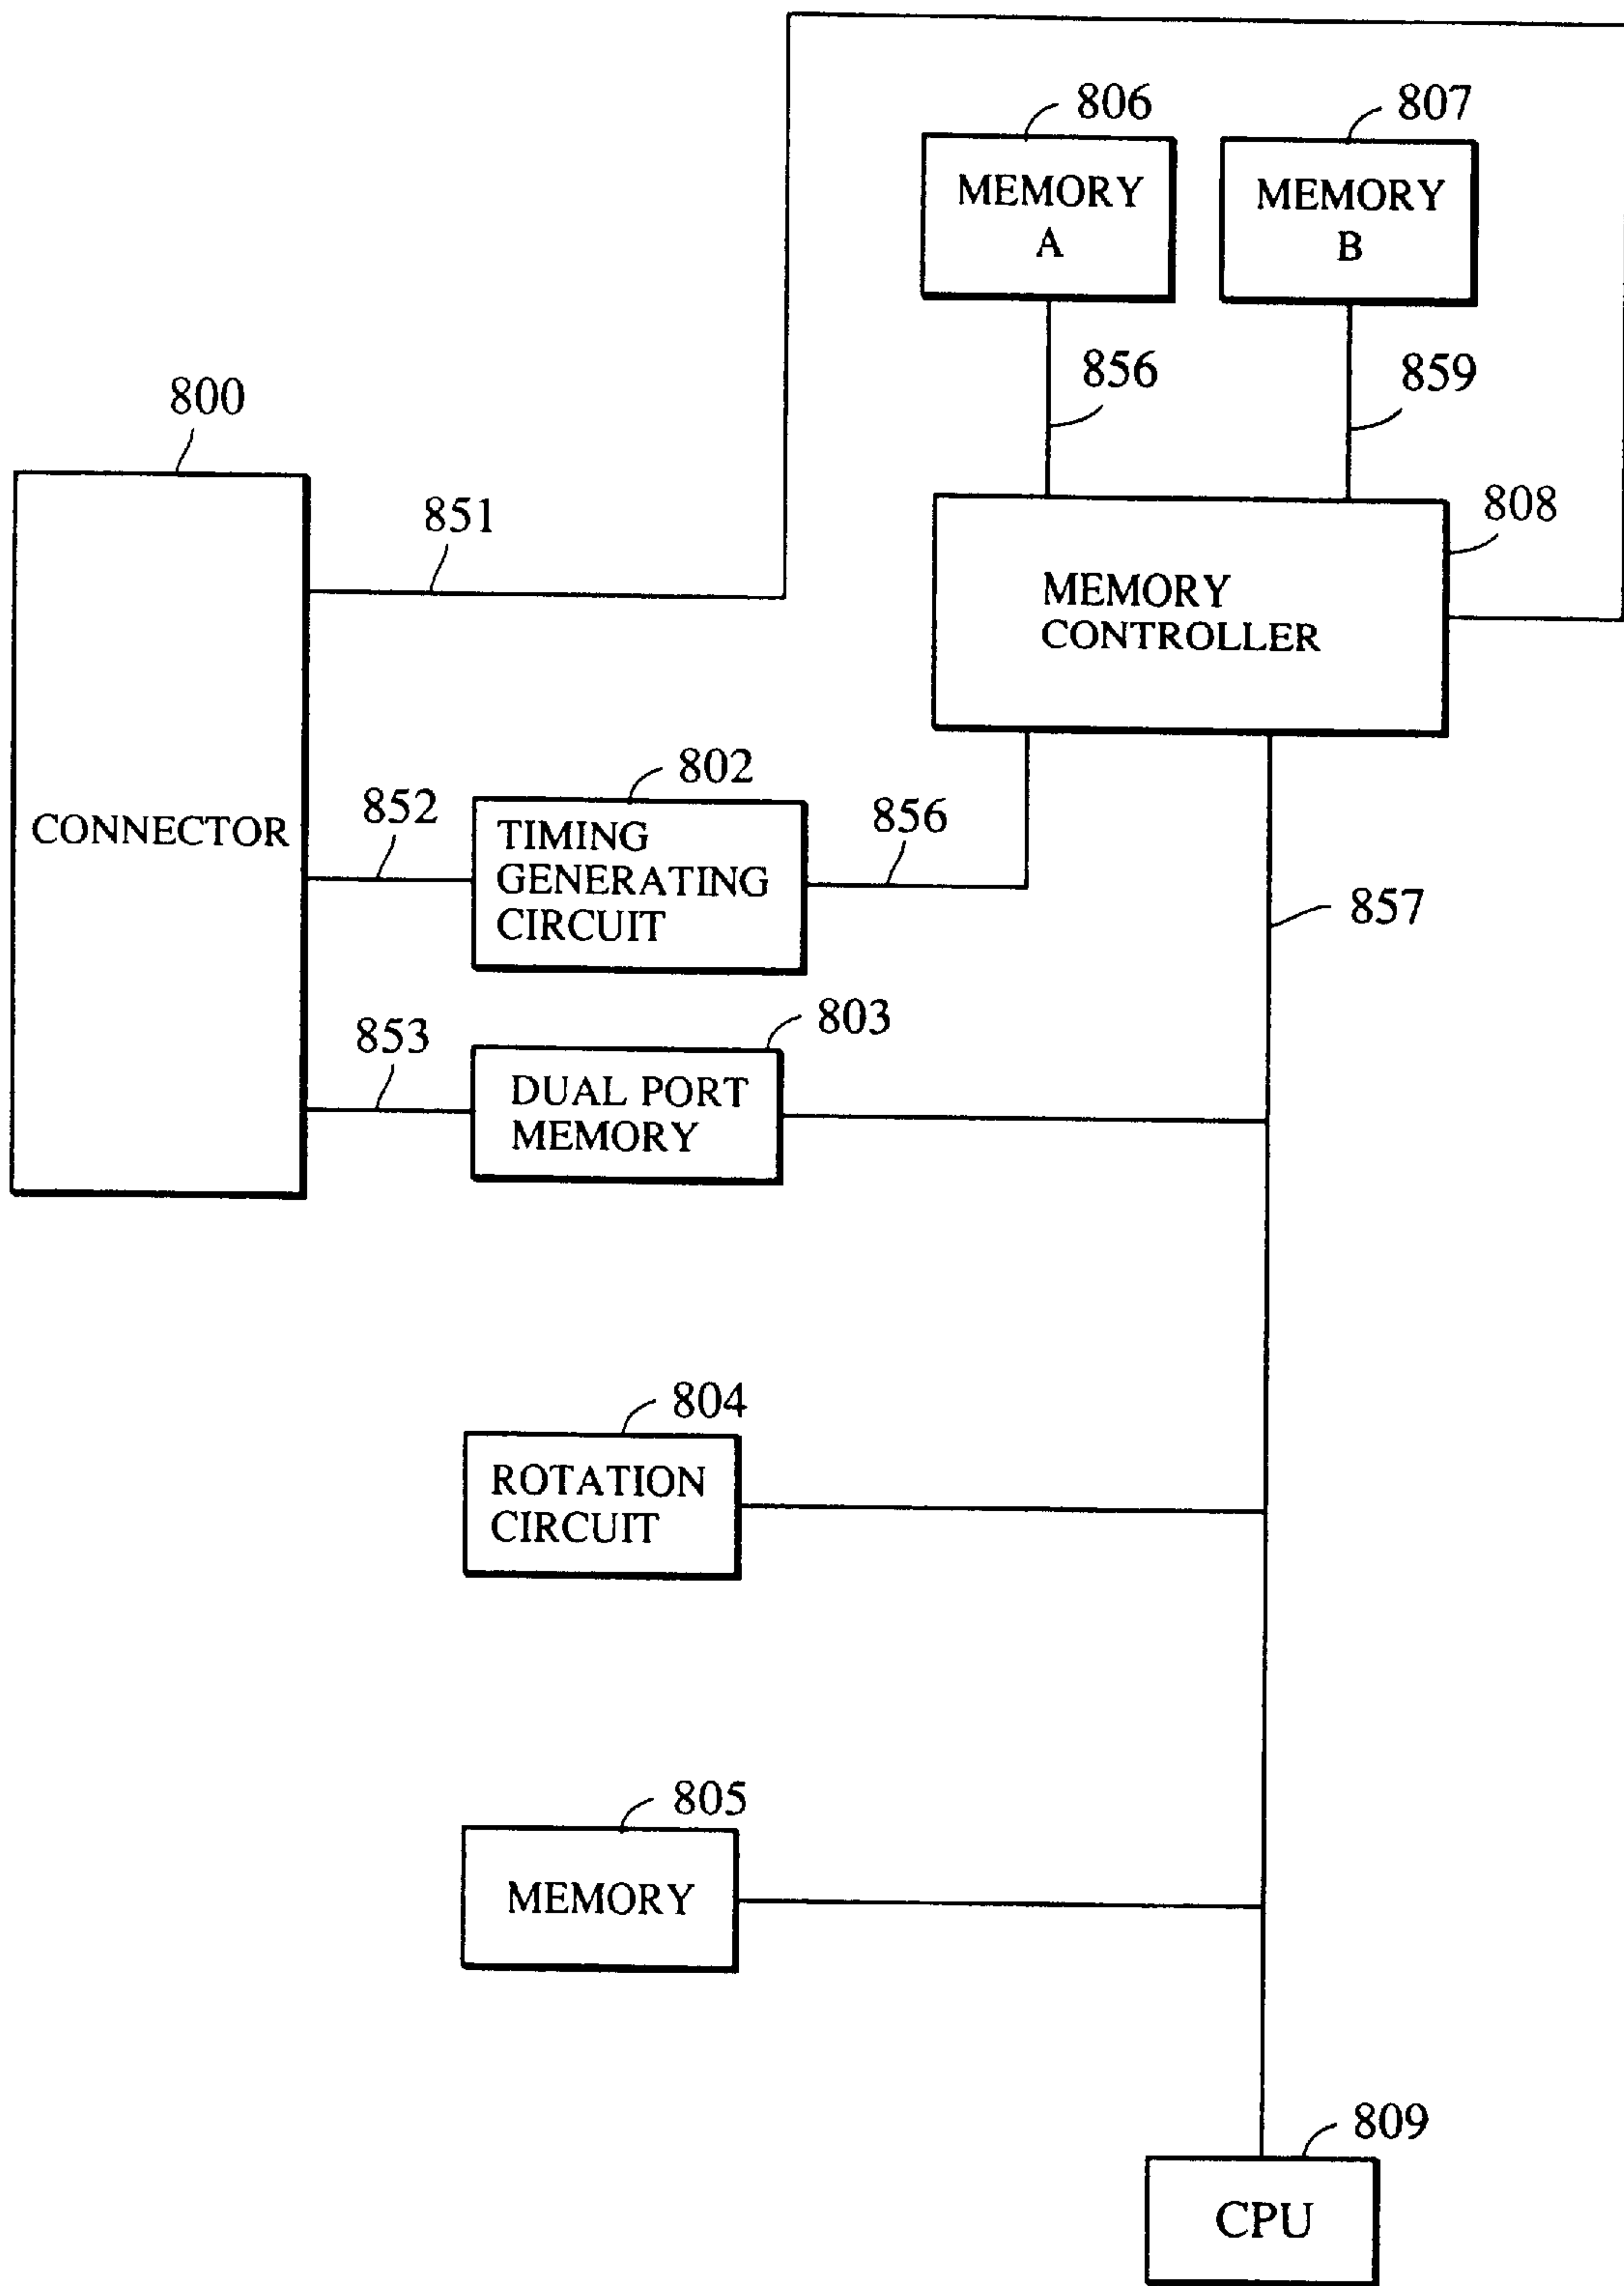 806
807
MEMORY
A
MEMORY
B
856
859
800
808
851
MEMORY
CONTROLLER
802
852
856
TIMING
GENERATING
CIRCUIT
CONNECTOR
857
803
853
DUAL PORT
MEMORY
804
ROTATION
CIRCUIT
805
MEMORY
809
CPU